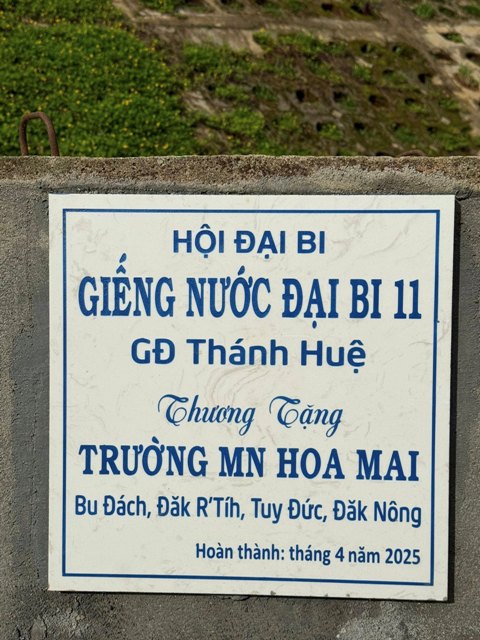 HỘI ĐẠI BI
GIẾNG NƯỚC ĐẠI BI 11
GĐ Thánh Huệ
Thương Tặng
TRƯỜNG MN HOA MAI
Bu Đách, Đăk R'Tíh, Tuy Đức, Đăk Nông
Hoàn thành: tháng 4 năm 2025